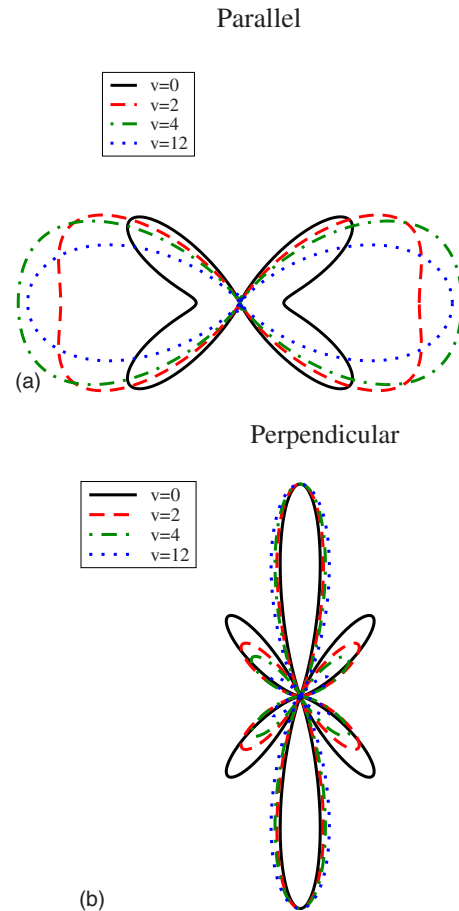 Parallel
v=0
v=2
v=4
v=12
(a)
Perpendicular
v=0
v=2
v=4
v=12
(b)